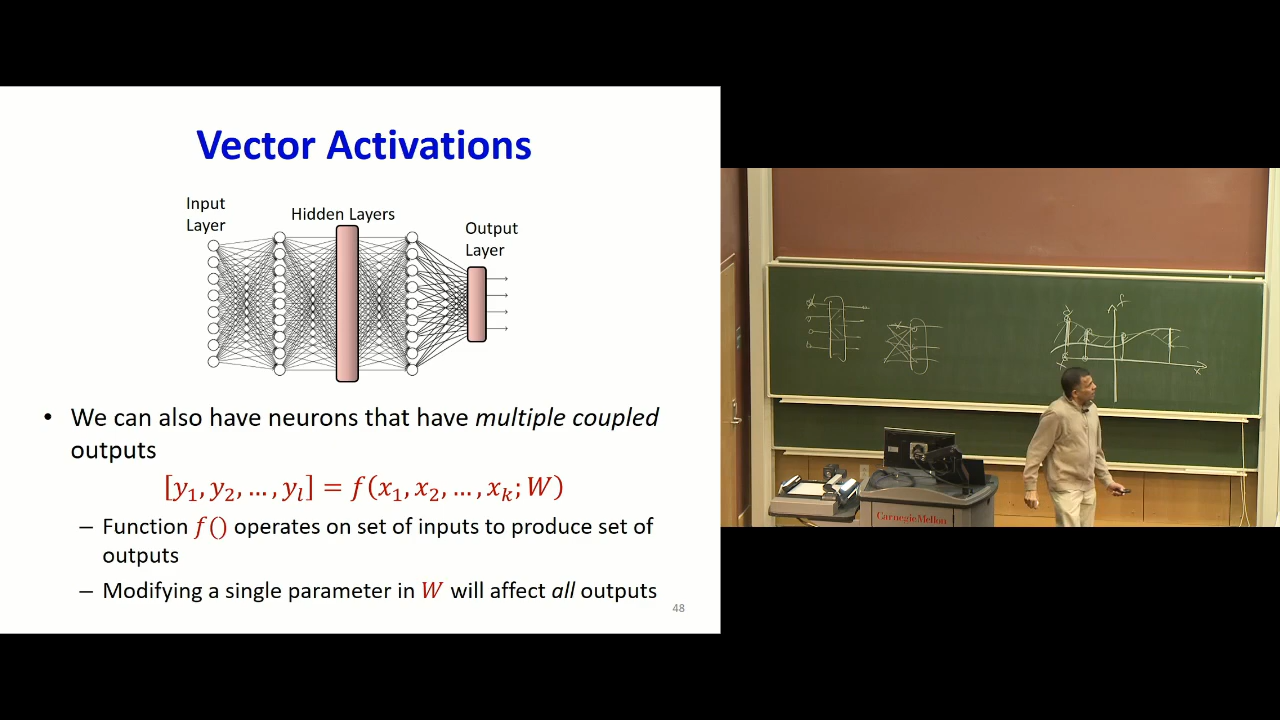 Vector Activations
Input
Layer
Hidden Layers
Output
Layer
• We can also have neurons that have multiple coupled
outputs
[y₁, y₂, …, yₗ] = f(x₁, x₂, …, xₖ; W)
– Function f() operates on set of inputs to produce set of
outputs
– Modifying a single parameter in W will affect all outputs
48
f
x
Carnegie Mellon